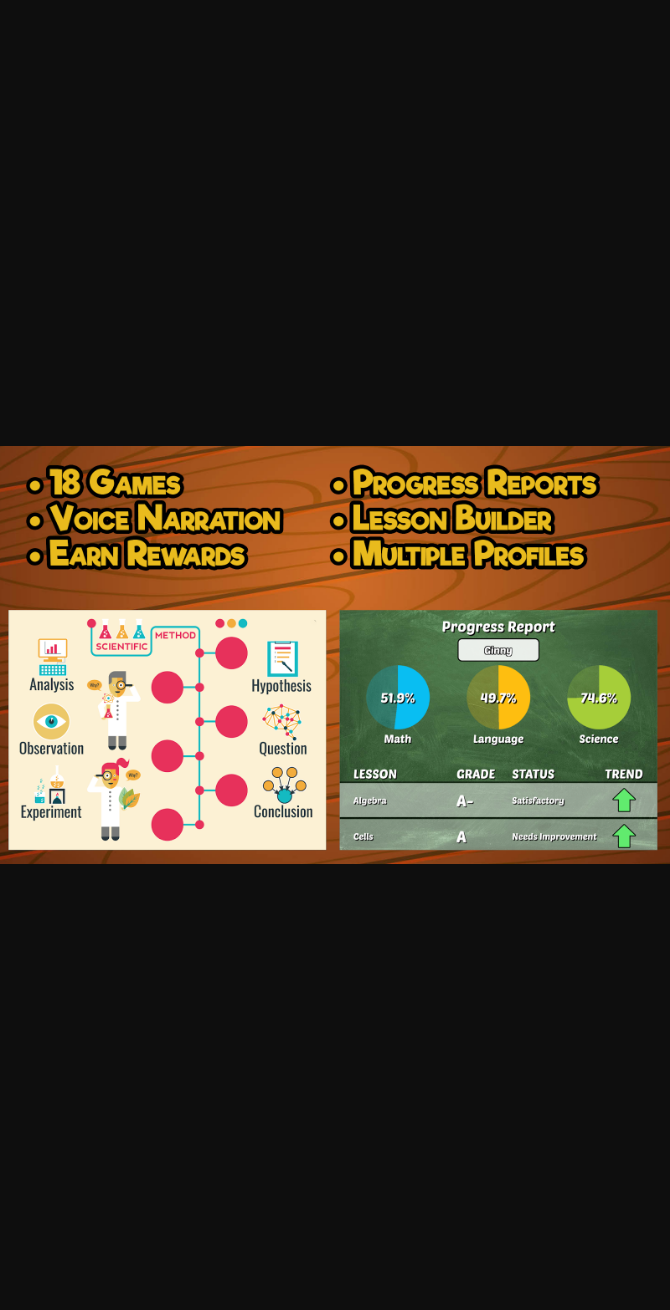 • 18 Games
• Voice Narration
• Earn Rewards
• Progress Reports
• Lesson Builder
• Multiple Profiles
SCIENTIFIC METHOD
Analysis
Observation
Experiment
Hypothesis
Question
Conclusion
Progress Report
Ginny
51.9% 49.7% 74.6%
Math Language Science
LESSON GRADE STATUS TREND
Algebra A- Satisfactory
Cells A Needs Improvement